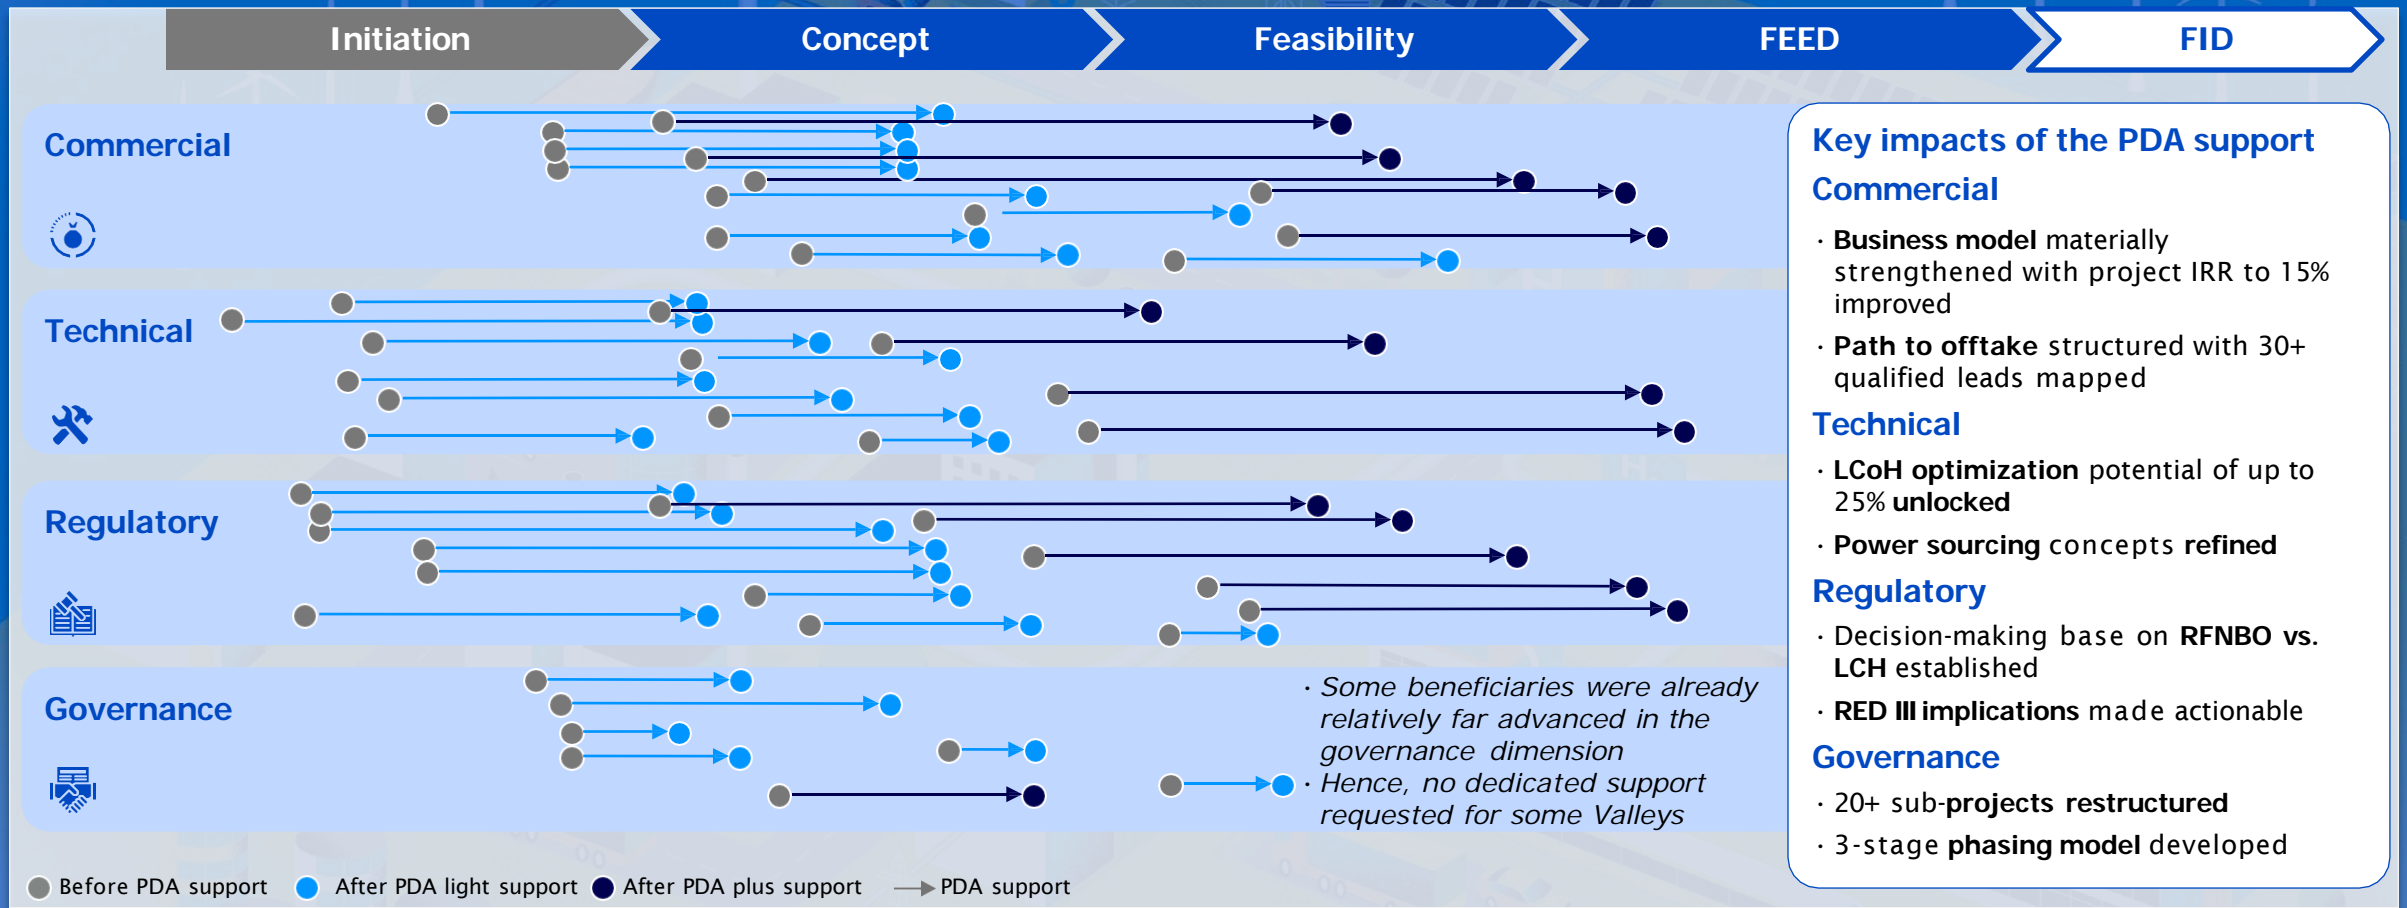 Initiation
Concept
Feasibility
FEED
FID
Commercial
Technical
Regulatory
Governance
· Some beneficiaries were already
relatively far advanced in the
governance dimension
· Hence, no dedicated support
requested for some Valleys
Key impacts of the PDA support
Commercial
· Business model materially
strengthened with project IRR to 15%
improved
· Path to offtake structured with 30+
qualified leads mapped
Technical
· LCoH optimization potential of up to
25% unlocked
· Power sourcing concepts refined
Regulatory
· Decision-making base on RFNBO vs.
LCH established
· RED III implications made actionable
Governance
· 20+ sub-projects restructured
· 3-stage phasing model developed
Before PDA support
After PDA light support
After PDA plus support
PDA support